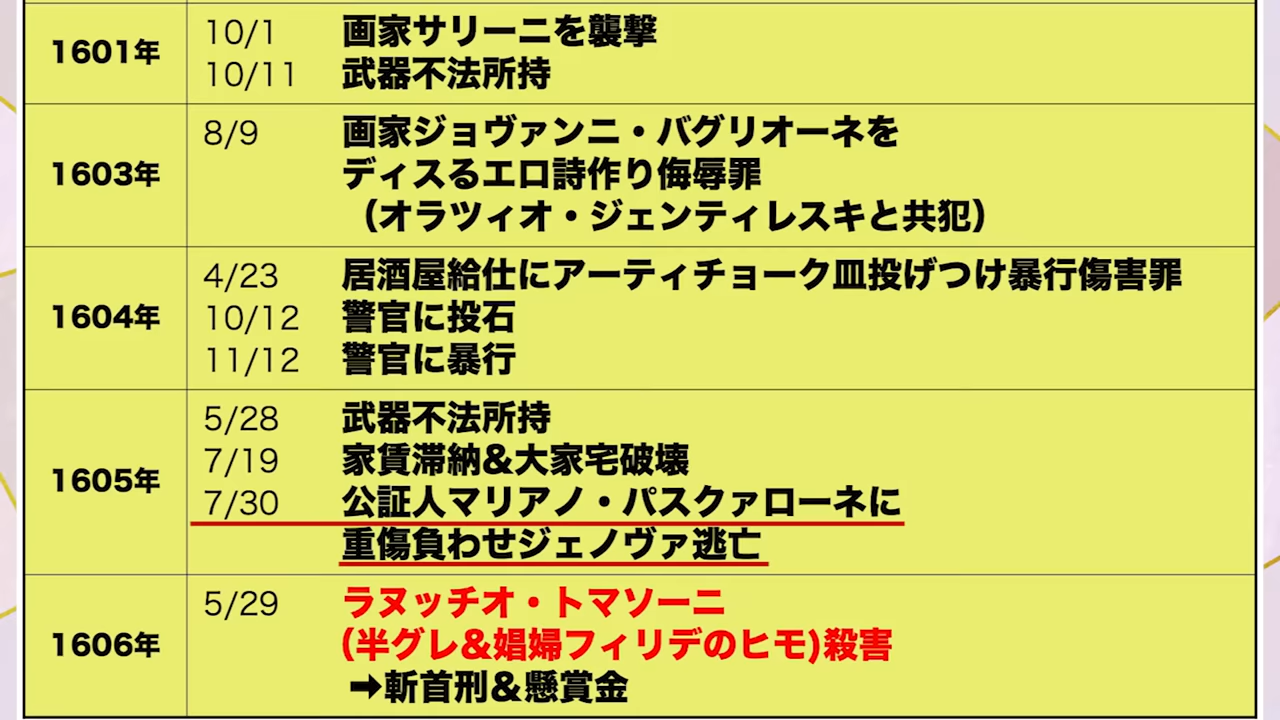 1601年
10/1 画家サリーニを襲撃
10/11 武器不法所持
1603年
8/9 画家ジョヴァンニ・バグリオーネを
ディスるエロ詩作り侮辱罪
（オラツィオ・ジェンティレスキと共犯）
1604年
4/23 居酒屋給仕にアーティチョーク皿投げつけ暴行傷害罪
10/12 警官に投石
11/12 警官に暴行
1605年
5/28 武器不法所持
7/19 家賃滞納&大家宅破壊
7/30 公証人マリアノ・パスクァローネに
重傷負わせジェノヴァ逃亡
1606年
5/29 ラヌッチオ・トマソーニ
(半グレ&娼婦フィリデのヒモ)殺害
➡斬首刑＆懸賞金